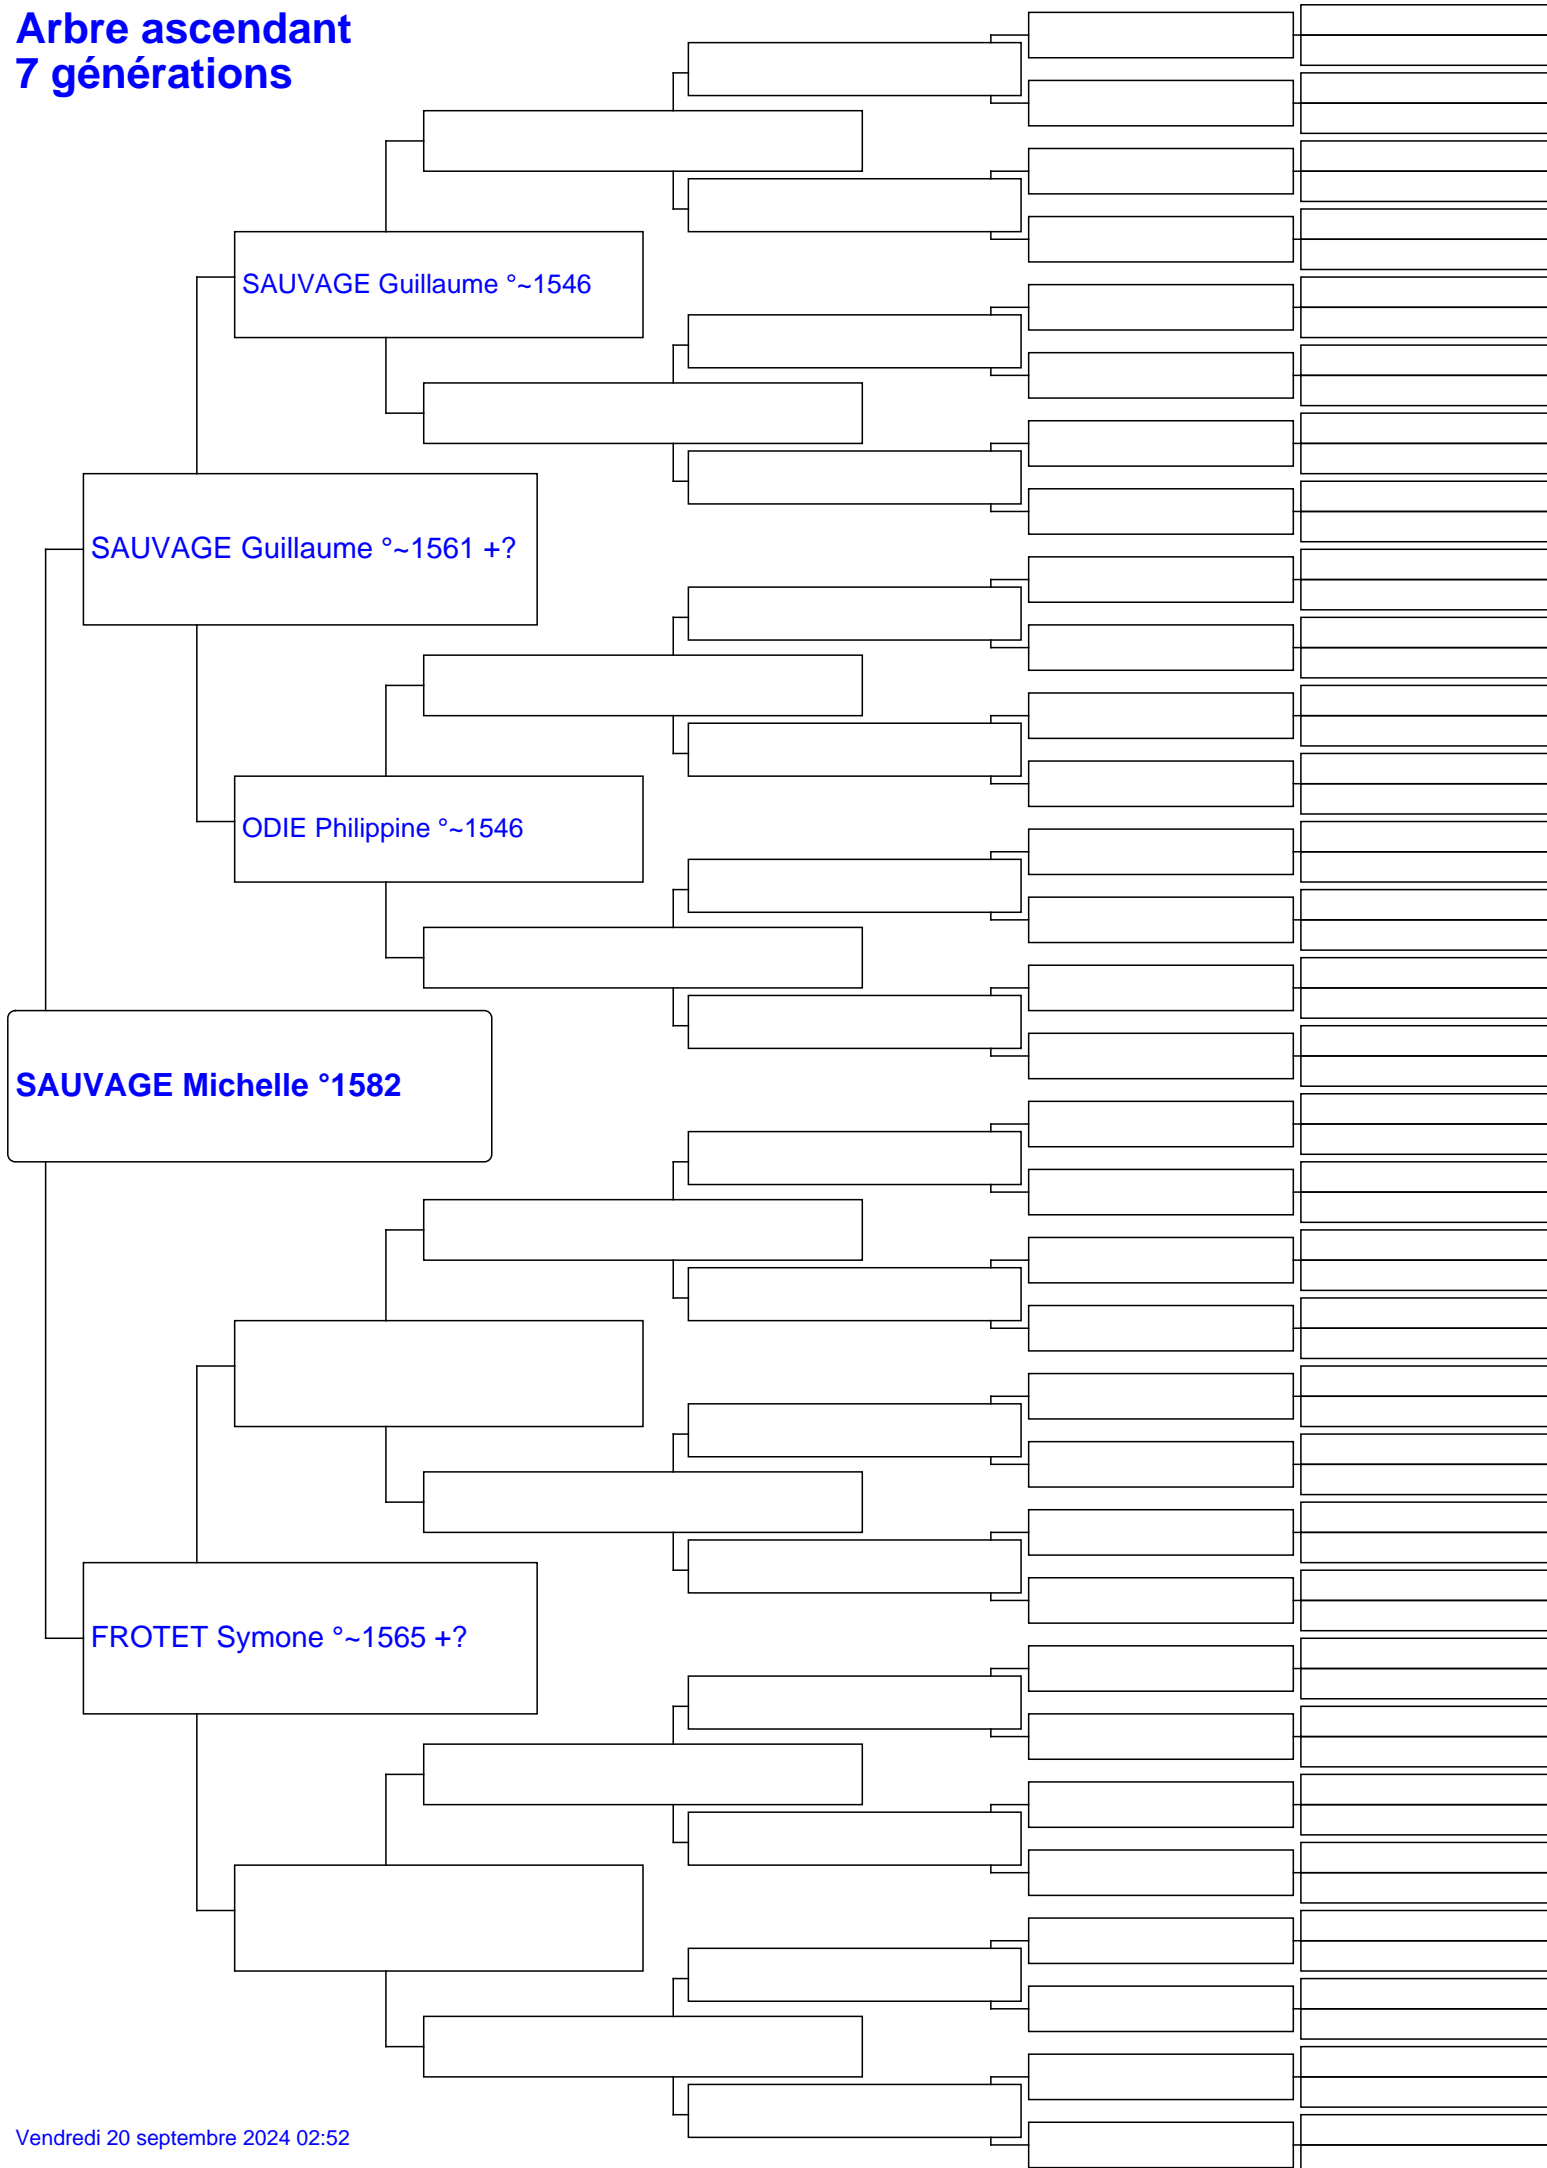 Arbre ascendant
7 générations
SAUVAGE Guillaume °~1546
SAUVAGE Guillaume °~1561 +?
ODIE Philippine °~1546
SAUVAGE Michelle °1582
FROTET Symone °~1565 +?
Vendredi 20 septembre 2024 02:52